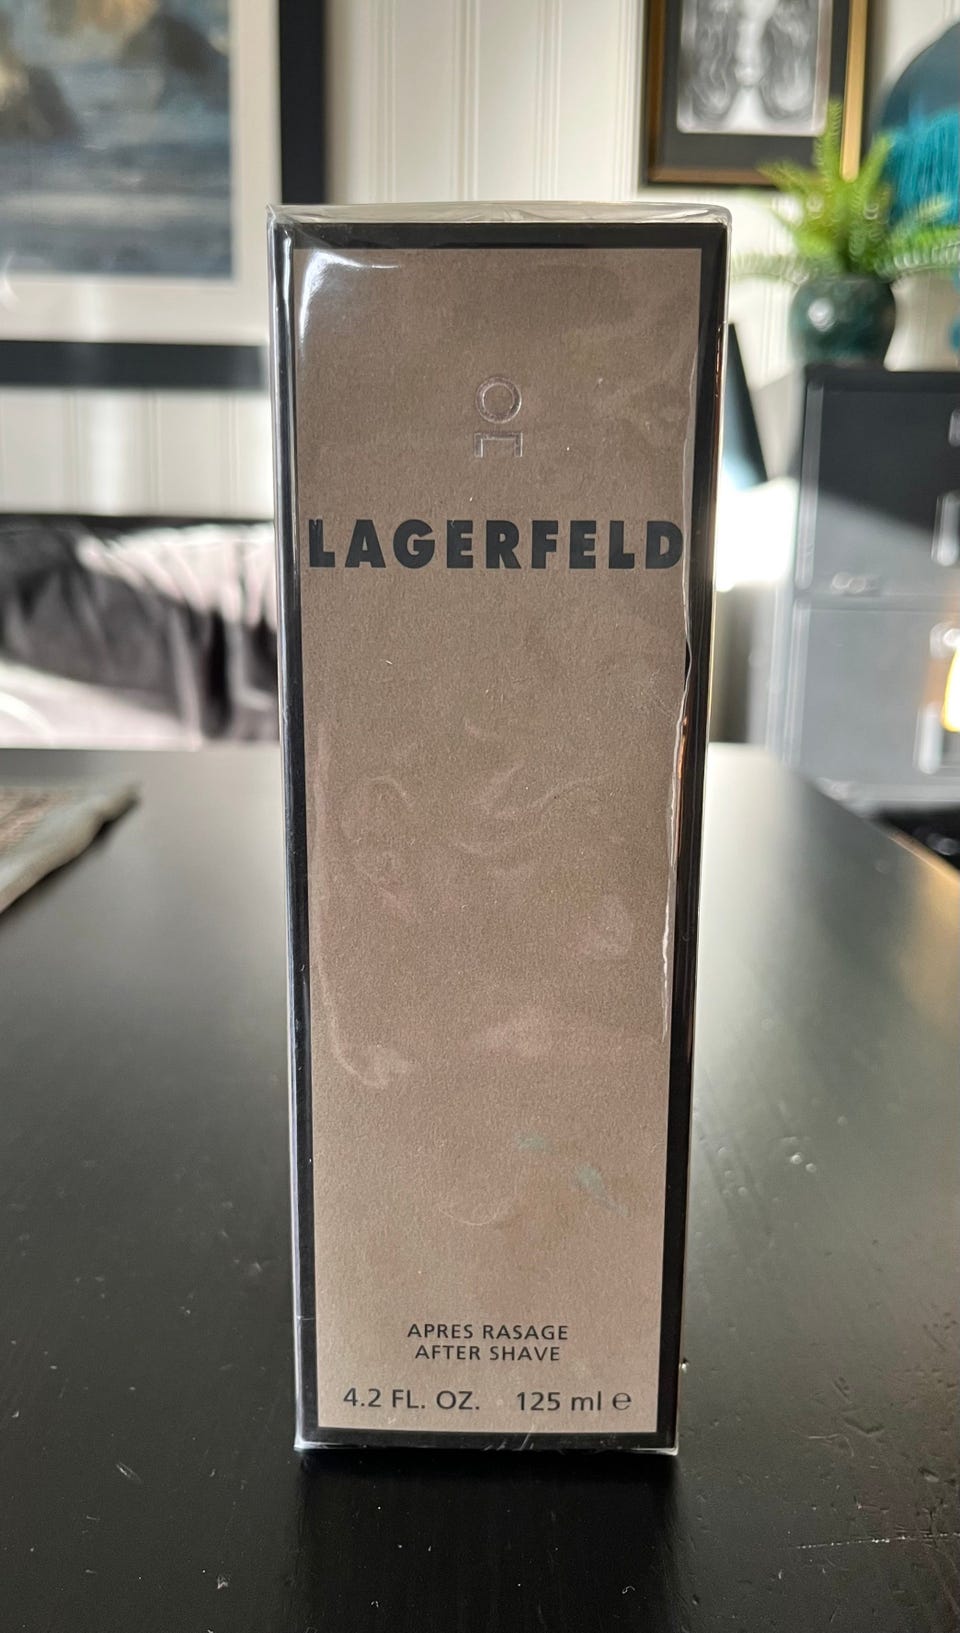 LAGERFELD
APRES RASAGE
AFTER SHAVE
4.2 FL. OZ. 125 ml ℮